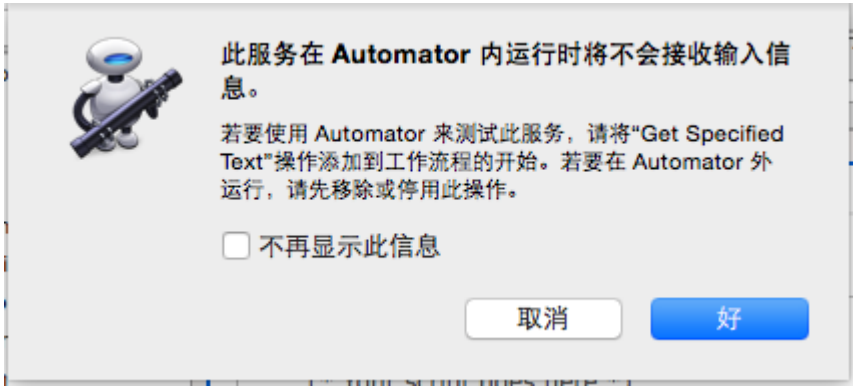 此服务在 Automator 内运行时将不会接收输入信
息。
若要使用 Automator 来测试此服务，请将“Get Specified
Text”操作添加到工作流程的开始。若要在 Automator 外
运行，请先移除或停用此操作。
不再显示此信息
取消
好